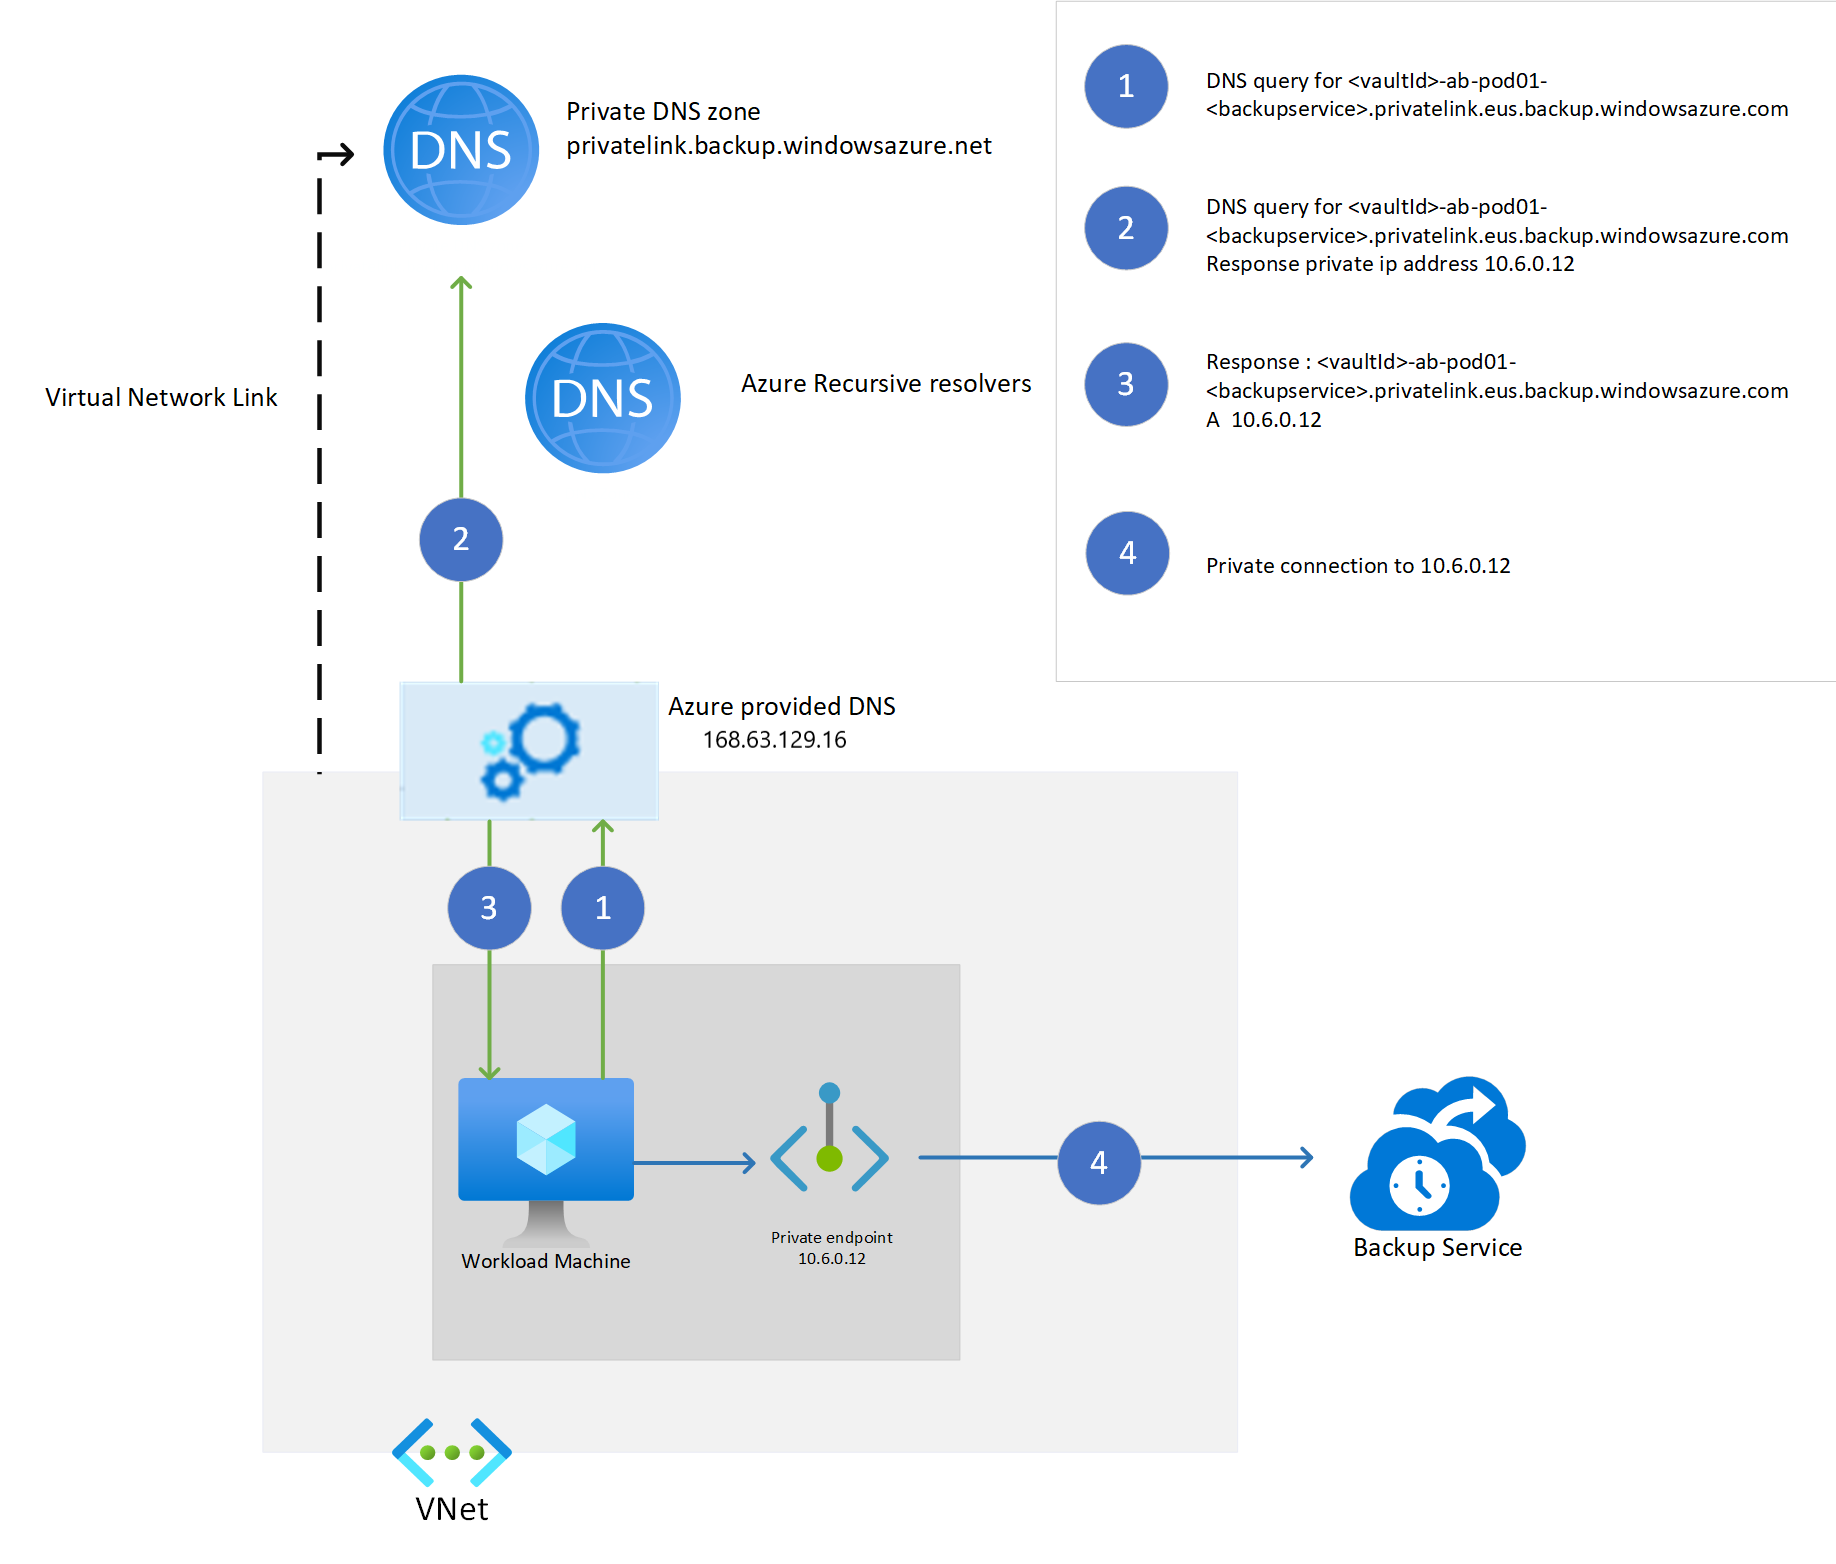 DNS
Private DNS zone
privatelink.backup.windowsazure.net
Virtual Network Link
DNS
Azure Recursive resolvers
2
Azure provided DNS
168.63.129.16
3
1
Workload Machine
Private endpoint
10.6.0.12
4
Backup Service
VNet
1
DNS query for <vaultId>-ab-pod01-
<backupservice>.privatelink.eus.backup.windowsazure.com
2
DNS query for <vaultId>-ab-pod01-
<backupservice>.privatelink.eus.backup.windowsazure.com
Response private ip address 10.6.0.12
3
Response : <vaultId>-ab-pod01-
<backupservice>.privatelink.eus.backup.windowsazure.com
A 10.6.0.12
4
Private connection to 10.6.0.12